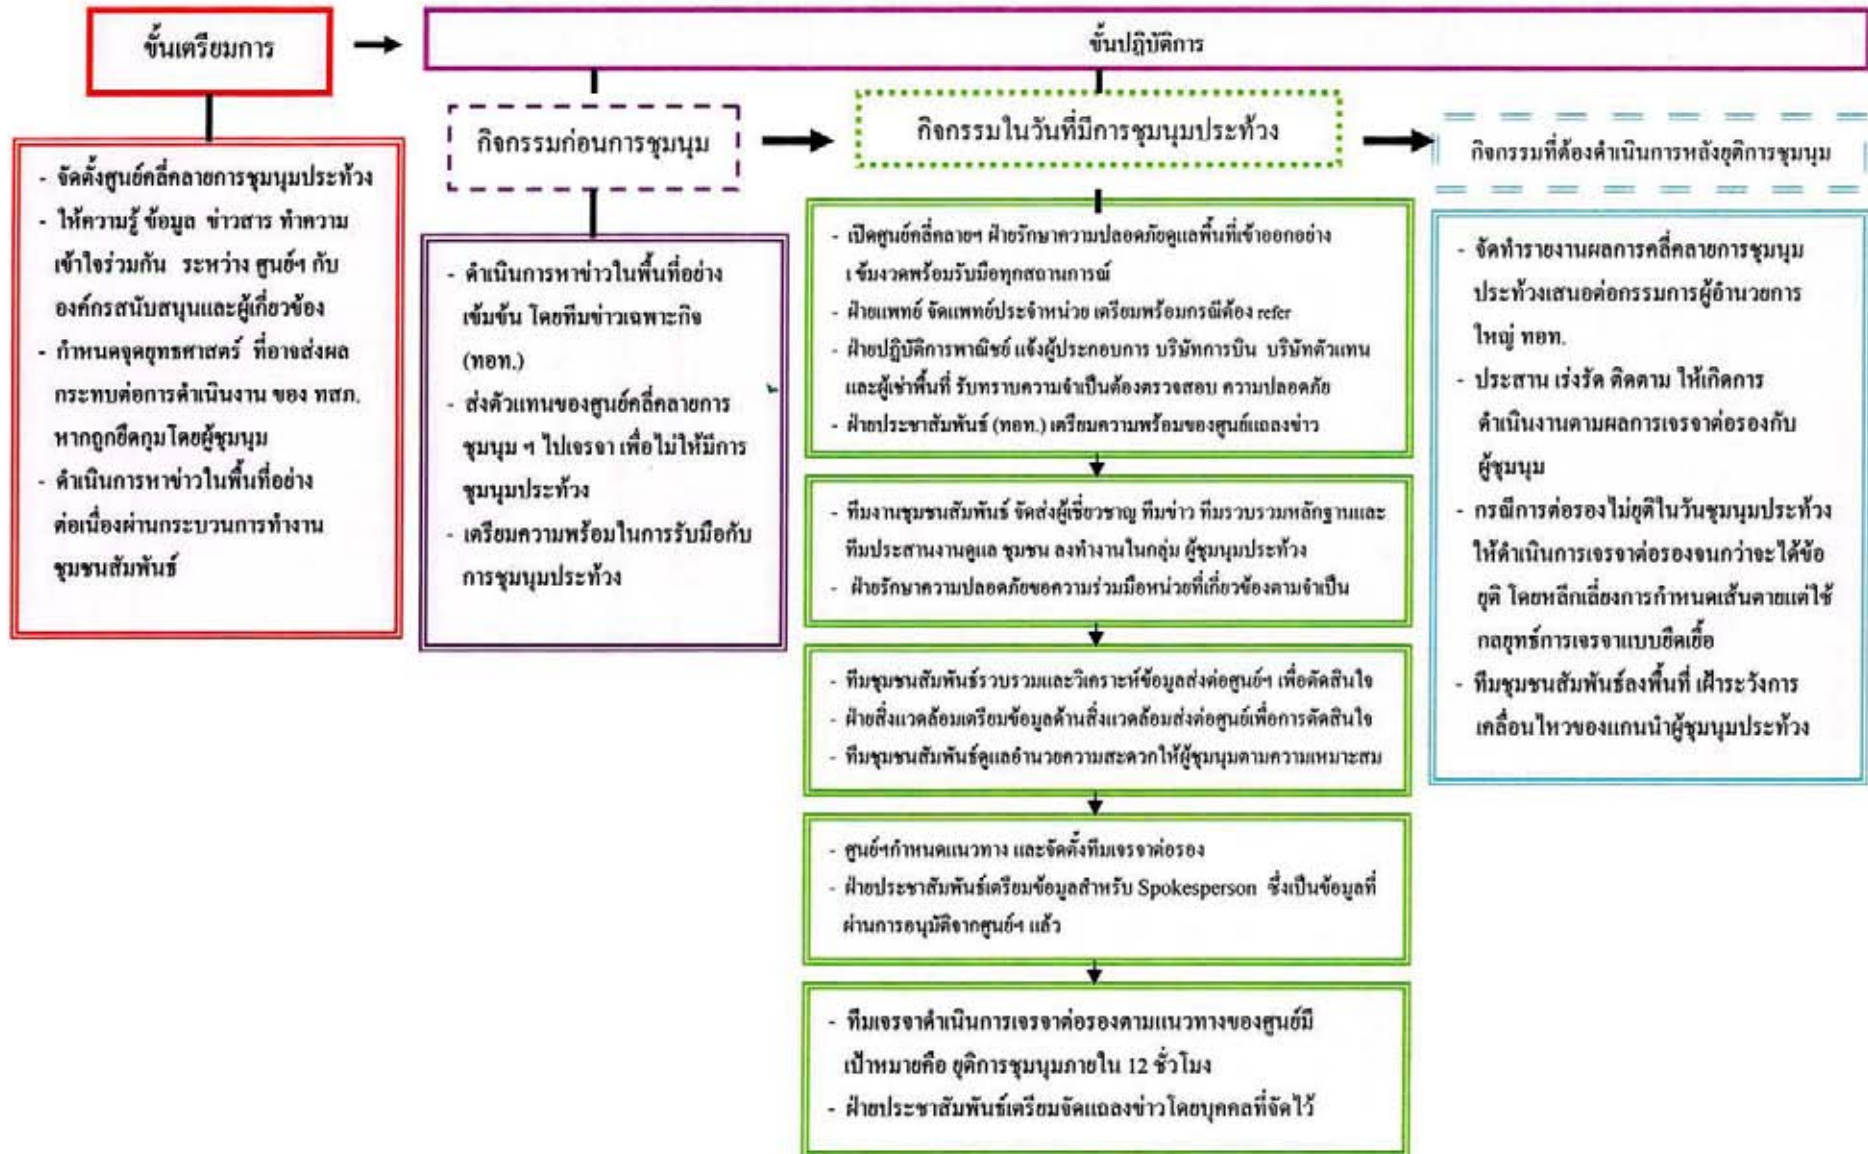 ขั้นเตรียมการ
ขั้นปฏิบัติการ
- จัดตั้งศูนย์คลี่คลายการชุมนุมประท้วง
- ให้ความรู้ ข้อมูล ข่าวสาร ทำความ
เข้าใจร่วมกัน ระหว่าง ศูนย์ฯ กับ
องค์กรสนับสนุนและผู้เกี่ยวข้อง
- กำหนดจุดยุทธศาสตร์ ที่อาจส่งผล
กระทบต่อการดำเนินงาน ของ ทสภ.
หากถูกยึดกุมโดยผู้ชุมนุม
- ดำเนินการหาข่าวในพื้นที่อย่าง
ต่อเนื่องผ่านกระบวนการทำงาน
ชุมชนสัมพันธ์
กิจกรรมก่อนการชุมนุม
- ดำเนินการหาข่าวในพื้นที่อย่าง
เข้มข้น โดยทีมข่าวเฉพาะกิจ
(ทอท.)
- ส่งตัวแทนของศูนย์คลี่คลายการ
ชุมนุม ฯ ไปเจรจา เพื่อไม่ให้มีการ
ชุมนุมประท้วง
- เตรียมความพร้อมในการรับมือกับ
การชุมนุมประท้วง
กิจกรรมในวันที่มีการชุมนุมประท้วง
- เปิดศูนย์คลี่คลายฯ ฝ่ายรักษาความปลอดภัยดูแลพื้นที่เข้าออกอย่าง
เข้มงวดพร้อมรับมือทุกสถานการณ์
- ฝ่ายแพทย์ จัดแพทย์ประจำหน่วย เตรียมพร้อมกรณีต้อง refer
- ฝ่ายปฏิบัติการพาณิชย์ แจ้งผู้ประกอบการ บริษัทการบิน บริษัทตัวแทน
และผู้เช่าพื้นที่ รับทราบความจำเป็นต้องตรวจสอบ ความปลอดภัย
- ฝ่ายประชาสัมพันธ์ (ทอท.) เตรียมความพร้อมของศูนย์แถลงข่าว
- ทีมงานชุมชนสัมพันธ์ จัดส่งผู้เชี่ยวชาญ ทีมข่าว ทีมรวบรวมหลักฐานและ
ทีมประสานงานดูแล ชุมชน ลงทำงานในกลุ่ม ผู้ชุมนุมประท้วง
- ฝ่ายรักษาความปลอดภัยขอความร่วมมือหน่วยที่เกี่ยวข้องตามจำเป็น
- ทีมชุมชนสัมพันธ์รวบรวมและวิเคราะห์ข้อมูลส่งต่อศูนย์ฯ เพื่อตัดสินใจ
- ฝ่ายสิ่งแวดล้อมเตรียมข้อมูลด้านสิ่งแวดล้อมส่งต่อศูนย์เพื่อการตัดสินใจ
- ทีมชุมชนสัมพันธ์ดูแลอำนวยความสะดวกให้ผู้ชุมนุมตามความเหมาะสม
- ศูนย์ฯกำหนดแนวทาง และจัดตั้งทีมเจรจาต่อรอง
- ฝ่ายประชาสัมพันธ์เตรียมข้อมูลสำหรับ Spokesperson ซึ่งเป็นข้อมูลที่
ผ่านการอนุมัติจากศูนย์ฯ แล้ว
- ทีมเจรจาดำเนินการเจรจาต่อรองตามแนวทางของศูนย์มี
เป้าหมายคือ ยุติการชุมนุมภายใน 12 ชั่วโมง
- ฝ่ายประชาสัมพันธ์เตรียมจัดแถลงข่าวโดยบุคคลที่จัดไว้
กิจกรรมที่ต้องดำเนินการหลังยุติการชุมนุม
- จัดทำรายงานผลการคลี่คลายการชุมนุม
ประท้วงเสนอต่อกรรมการผู้อำนวยการ
ใหญ่ ทอท.
- ประสาน เร่งรัด ติดตาม ให้เกิดการ
ดำเนินงานตามผลการเจรจาต่อรองกับ
ผู้ชุมนุม
- กรณีการต่อรองไม่ยุติในวันชุมนุมประท้วง
ให้ดำเนินการเจรจาต่อรองจนกว่าจะได้ข้อ
ยุติ โดยหลีกเลี่ยงการกำหนดเส้นตายแต่ใช้
กลยุทธ์การเจรจาแบบยืดเยื้อ
- ทีมชุมชนสัมพันธ์ลงพื้นที่ เฝ้าระวังการ
เคลื่อนไหวของแกนนำผู้ชุมนุมประท้วง